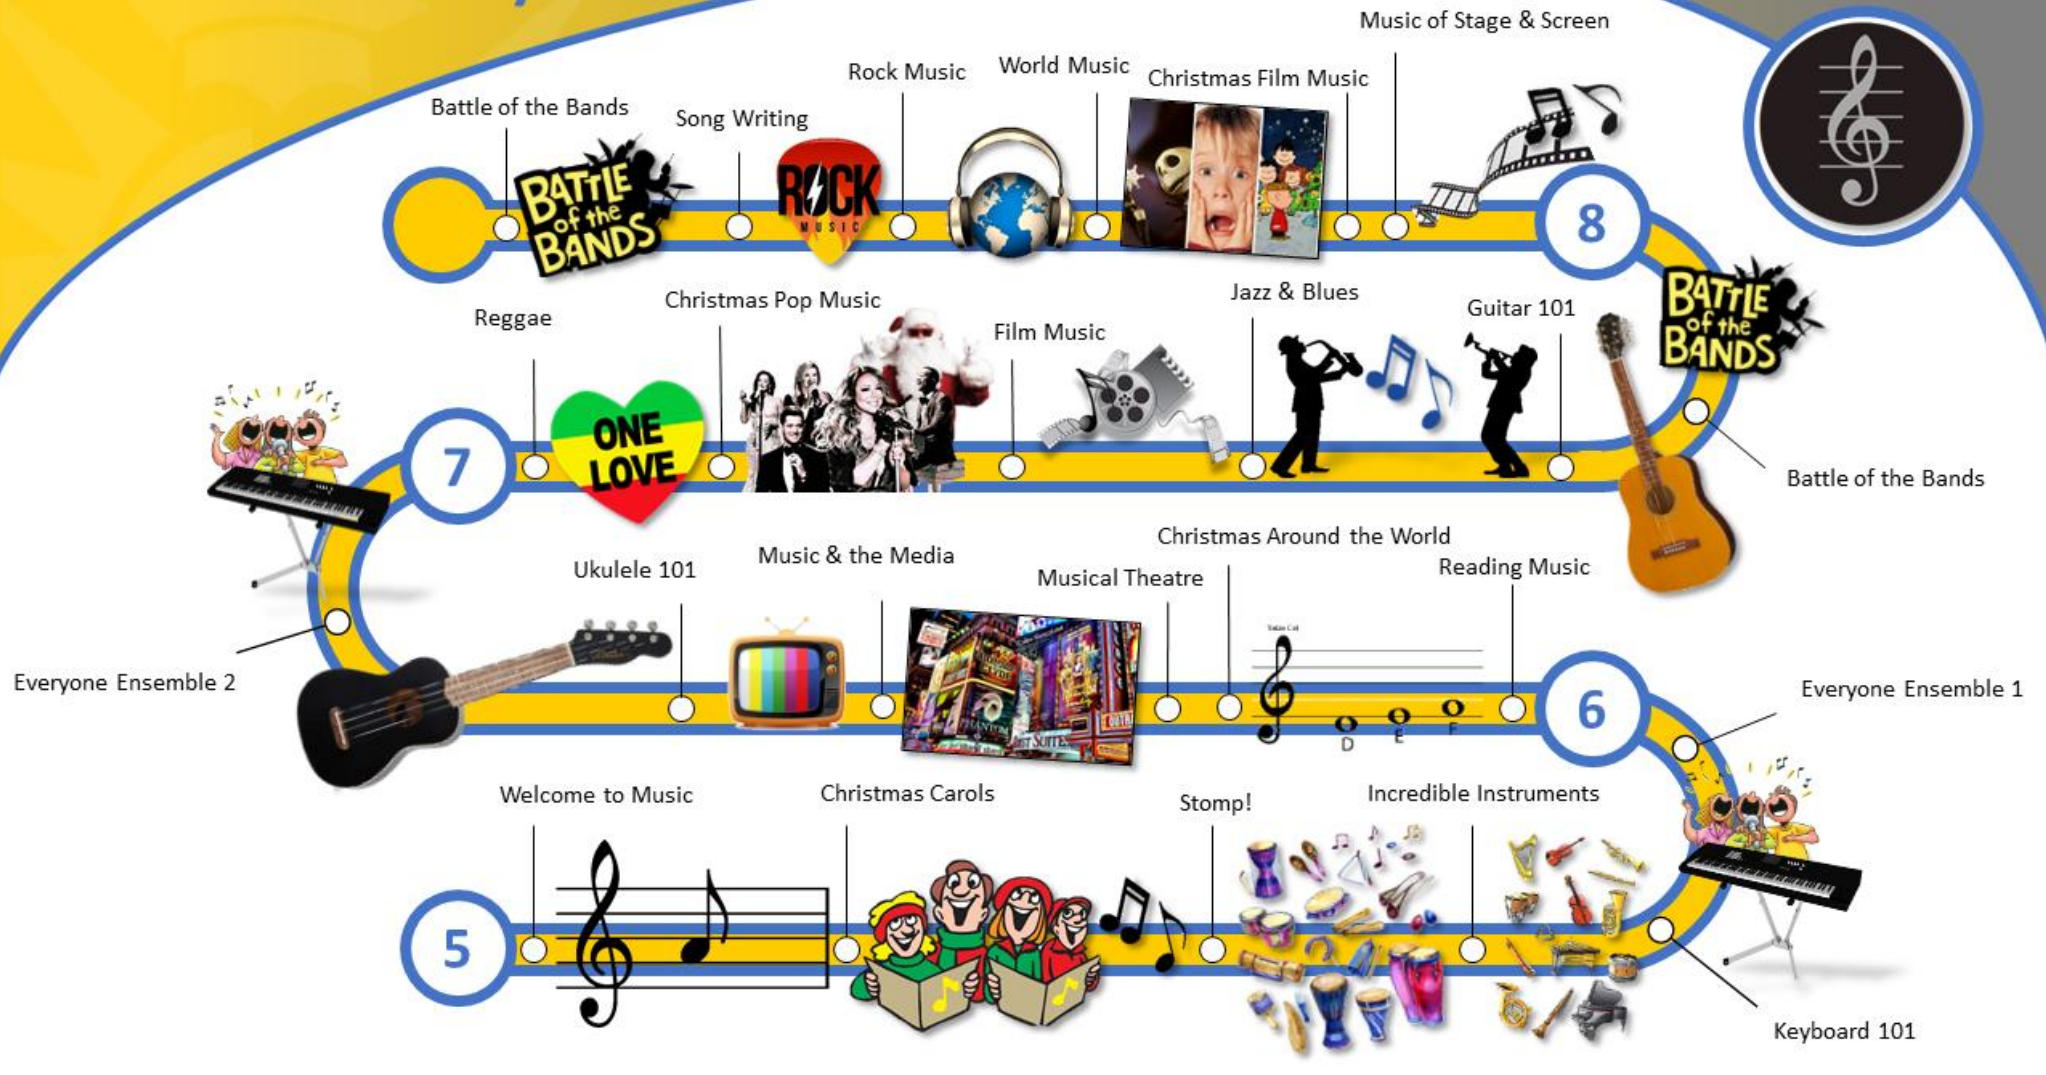 Music of Stage & Screen
Rock Music
World Music
Christmas Film Music
Battle of the Bands
Song Writing
BATTLE
of the
BANDS
ROCK
MUSIC
8
BATTLE
of the
BANDS
Reggae
Christmas Pop Music
Film Music
Jazz & Blues
Guitar 101
7
ONE
LOVE
Battle of the Bands
Christmas Around the World
Ukulele 101
Music & the Media
Musical Theatre
Reading Music
Everyone Ensemble 2
PHANTOM
D
E
F
6
Everyone Ensemble 1
Welcome to Music
Christmas Carols
Stomp!
Incredible Instruments
5
Keyboard 101